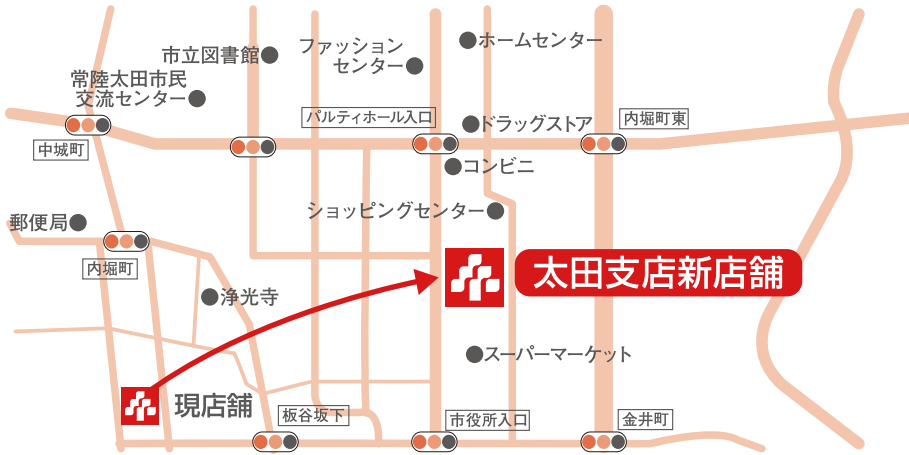 市立図書館
ファッション
センター
ホームセンター
常陸太田市民
交流センター
パルティホール入口
ドラッグストア
内堀町東
中城町
コンビニ
郵便局
ショッピングセンター
内堀町
太田支店新店舗
浄光寺
スーパーマーケット
現店舗
板谷坂下
市役所入口
金井町